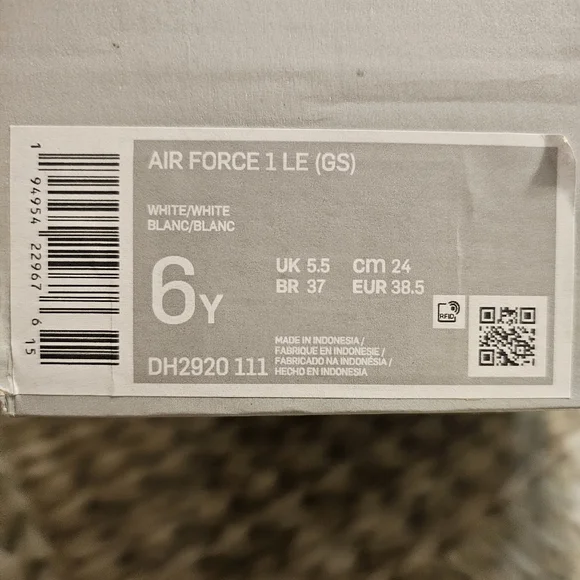 AIR FORCE 1 LE (GS)
WHITE/WHITE
BLANC/BLANC
6Y
UK 5.5 cm 24
BR 37 EUR 38.5
RFID
MADE IN INDONESIA /
FABRIQUE EN INDONESIE /
FABRICADO NA INDONÉSIA /
HECHO EN INDONESIA
DH2920 111
1 94954 22967 6 15